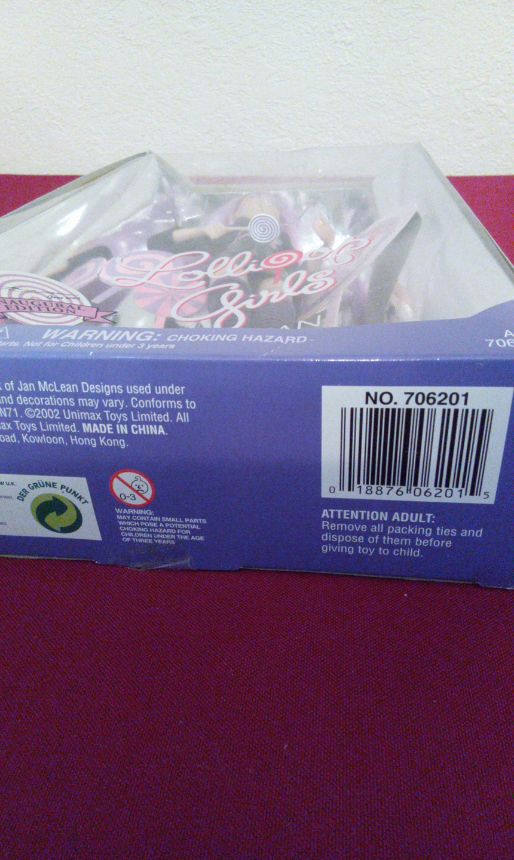 Lollipop
Girls
EDITION
WARNING: CHOKING HAZARD-
Not for Children under 3 years
706
of Jan McLean Designs used under
and decorations may vary. Conforms to
N71. ©2002 Unimax Toys Limited. All
Toys Limited. MADE IN CHINA.
Kowloon, Hong Kong.
DER GRÜNE PUNKT
0-3
WARNING:
MAY CONTAIN SMALL PARTS
WHICH POSE A POTENTIAL
CHOKING HAZARD FOR
CHILDREN UNDER THE AGE
OF THREE YEARS
NO. 706201
0 18876 06201 5
ATTENTION ADULT:
Remove all packing ties and
dispose of them before
giving toy to child.